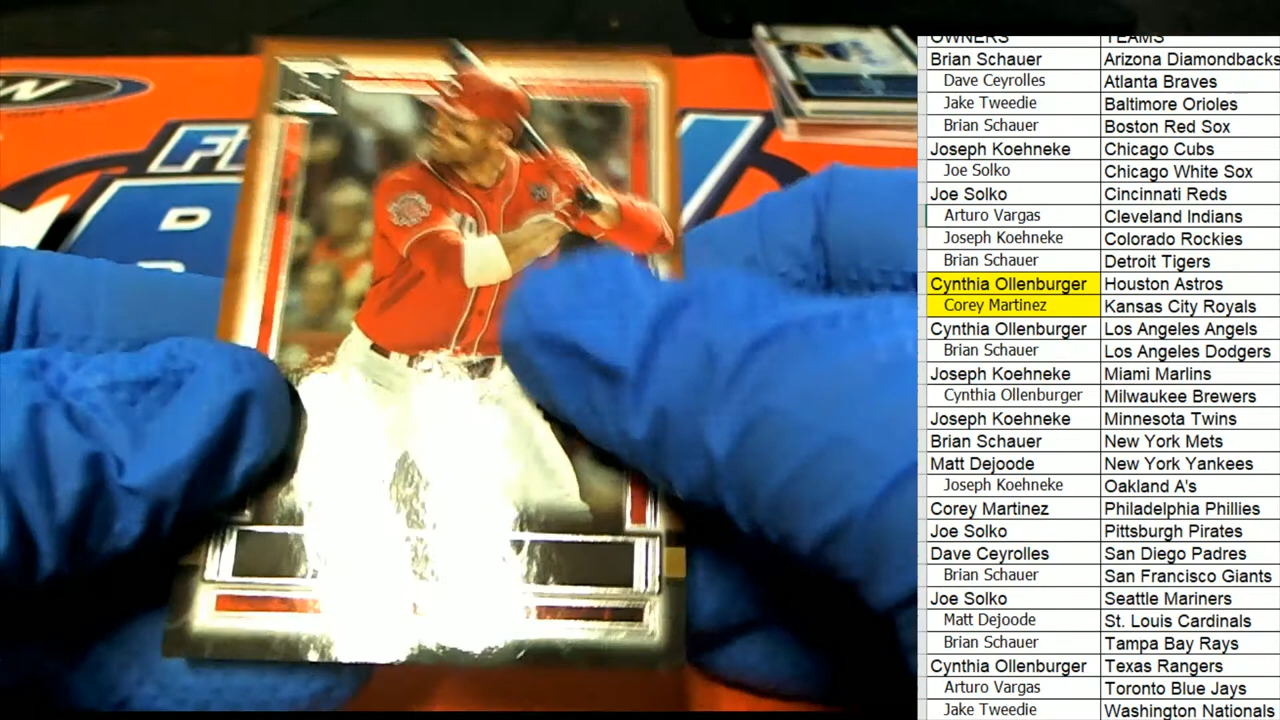 OWNERS TEAMS
Brian Schauer Arizona Diamondbacks
Dave Ceyrolles Atlanta Braves
Jake Tweedie Baltimore Orioles
Brian Schauer Boston Red Sox
Joseph Koehneke Chicago Cubs
Joe Solko Chicago White Sox
Joe Solko Cincinnati Reds
Arturo Vargas Cleveland Indians
Joseph Koehneke Colorado Rockies
Brian Schauer Detroit Tigers
Cynthia Ollenburger Houston Astros
Corey Martinez Kansas City Royals
Cynthia Ollenburger Los Angeles Angels
Brian Schauer Los Angeles Dodgers
Joseph Koehneke Miami Marlins
Cynthia Ollenburger Milwaukee Brewers
Joseph Koehneke Minnesota Twins
Brian Schauer New York Mets
Matt Dejoode New York Yankees
Joseph Koehneke Oakland A's
Corey Martinez Philadelphia Phillies
Joe Solko Pittsburgh Pirates
Dave Ceyrolles San Diego Padres
Brian Schauer San Francisco Giants
Joe Solko Seattle Mariners
Matt Dejoode St. Louis Cardinals
Brian Schauer Tampa Bay Rays
Cynthia Ollenburger Texas Rangers
Arturo Vargas Toronto Blue Jays
Jake Tweedie Washington Nationals